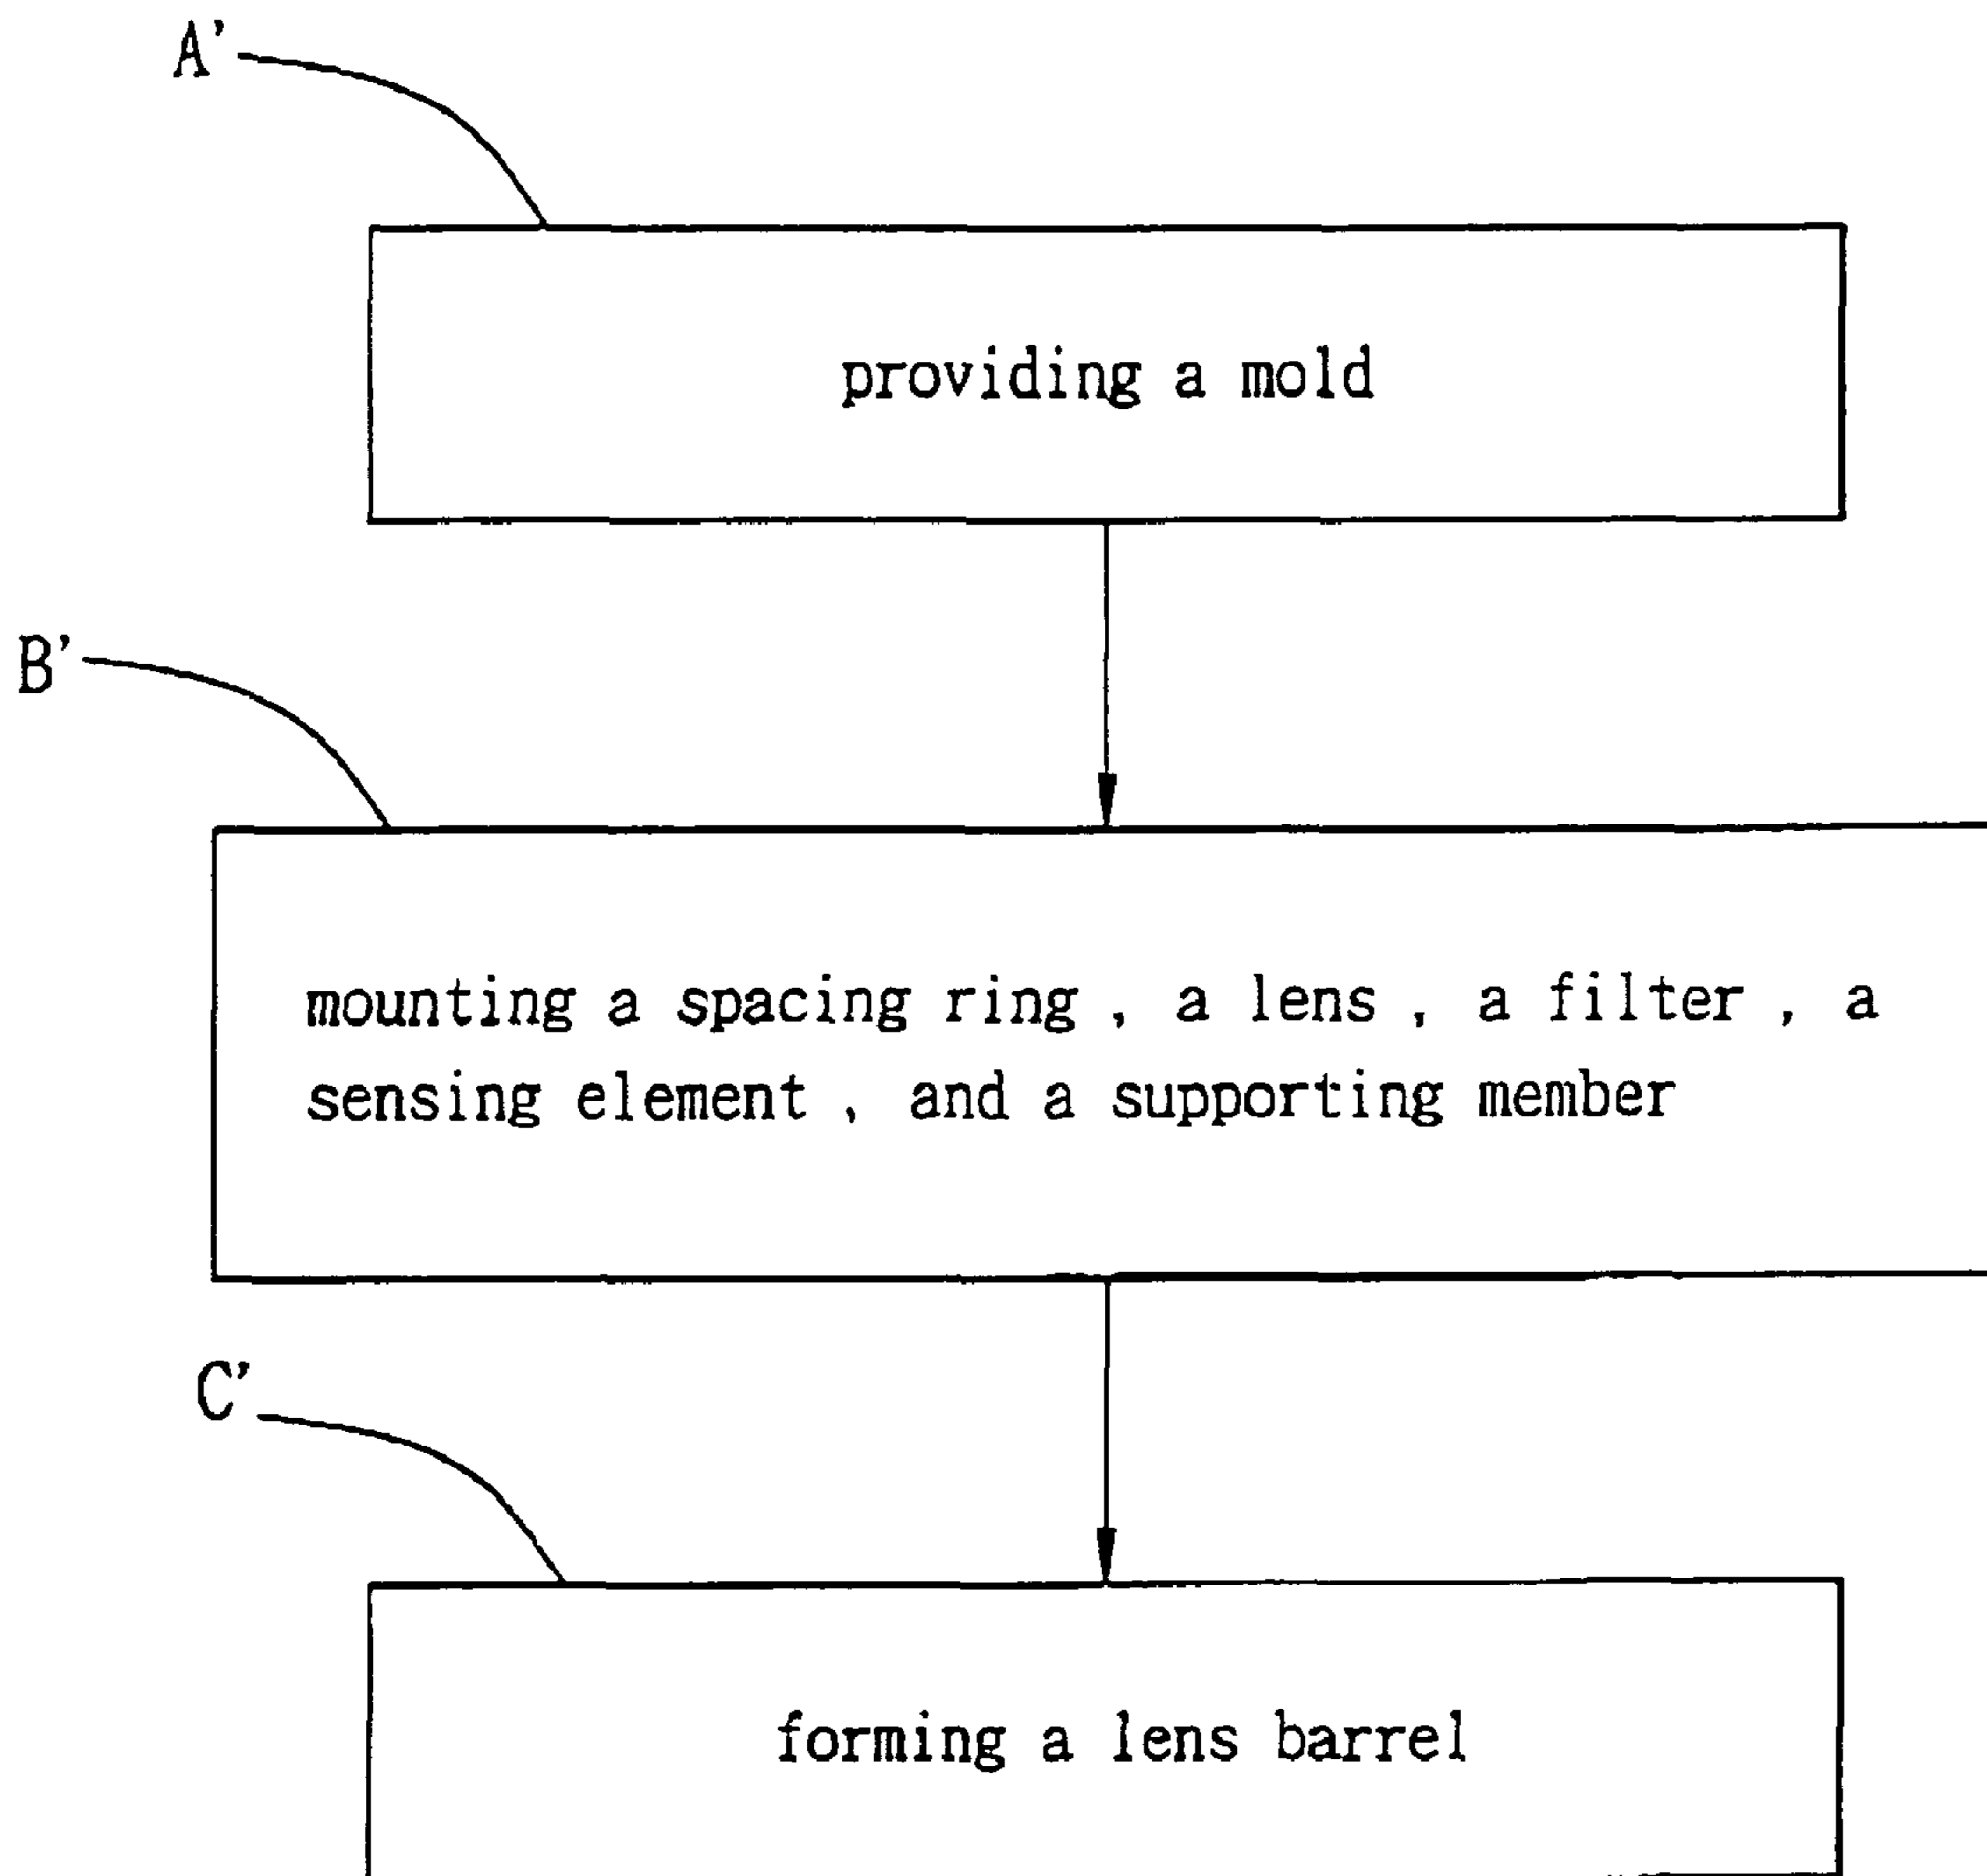 A'
providing a mold
B'
mounting a spacing ring , a lens , a filter , a
sensing element , and a supporting member
C'
forming a lens barrel